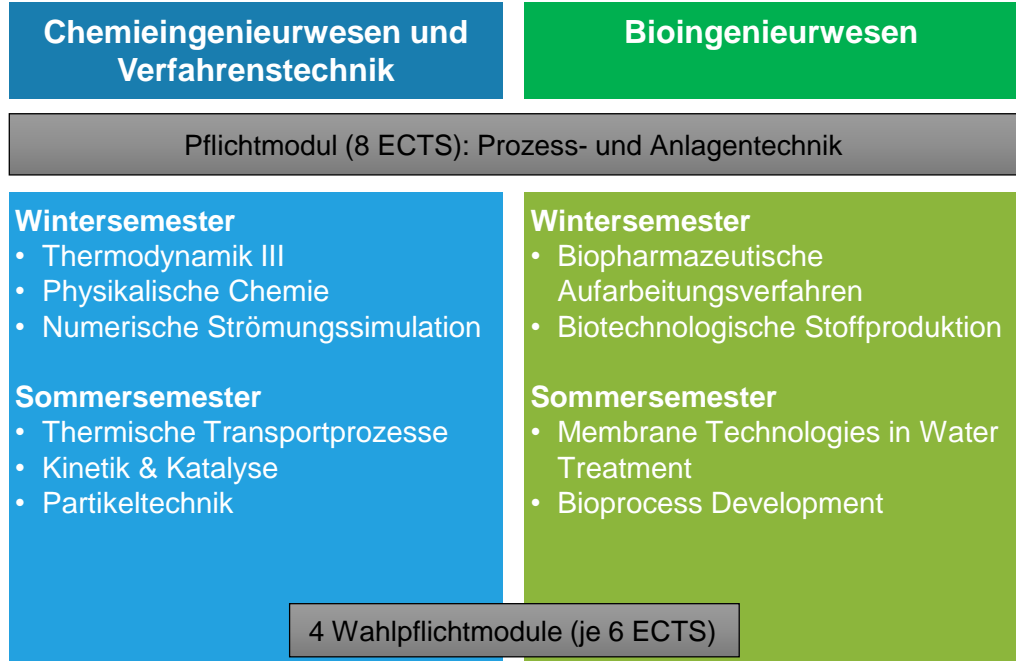 Chemieingenieurwesen und
Verfahrenstechnik
Bioingenieurwesen
Pflichtmodul (8 ECTS): Prozess- und Anlagentechnik
Wintersemester
• Thermodynamik III
• Physikalische Chemie
• Numerische Strömungssimulation
Sommersemester
• Thermische Transportprozesse
• Kinetik & Katalyse
• Partikeltechnik
Wintersemester
• Biopharmazeutische
Aufarbeitungsverfahren
• Biotechnologische Stoffproduktion
Sommersemester
• Membrane Technologies in Water
Treatment
• Bioprocess Development
4 Wahlpflichtmodule (je 6 ECTS)